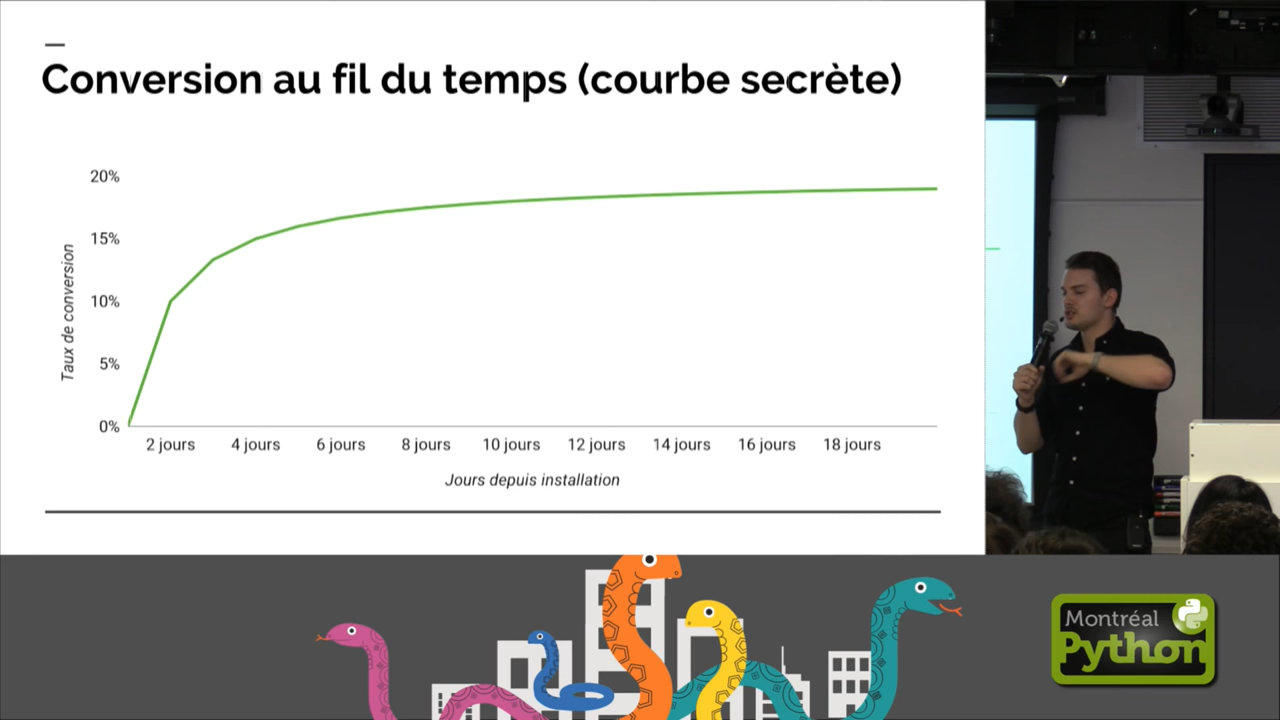 Conversion au fil du temps (courbe secrète)
20%
15%
10%
5%
0%
Taux de conversion
2 jours
4 jours
6 jours
8 jours
10 jours
12 jours
14 jours
16 jours
18 jours
Jours depuis installation
Montréal
Python